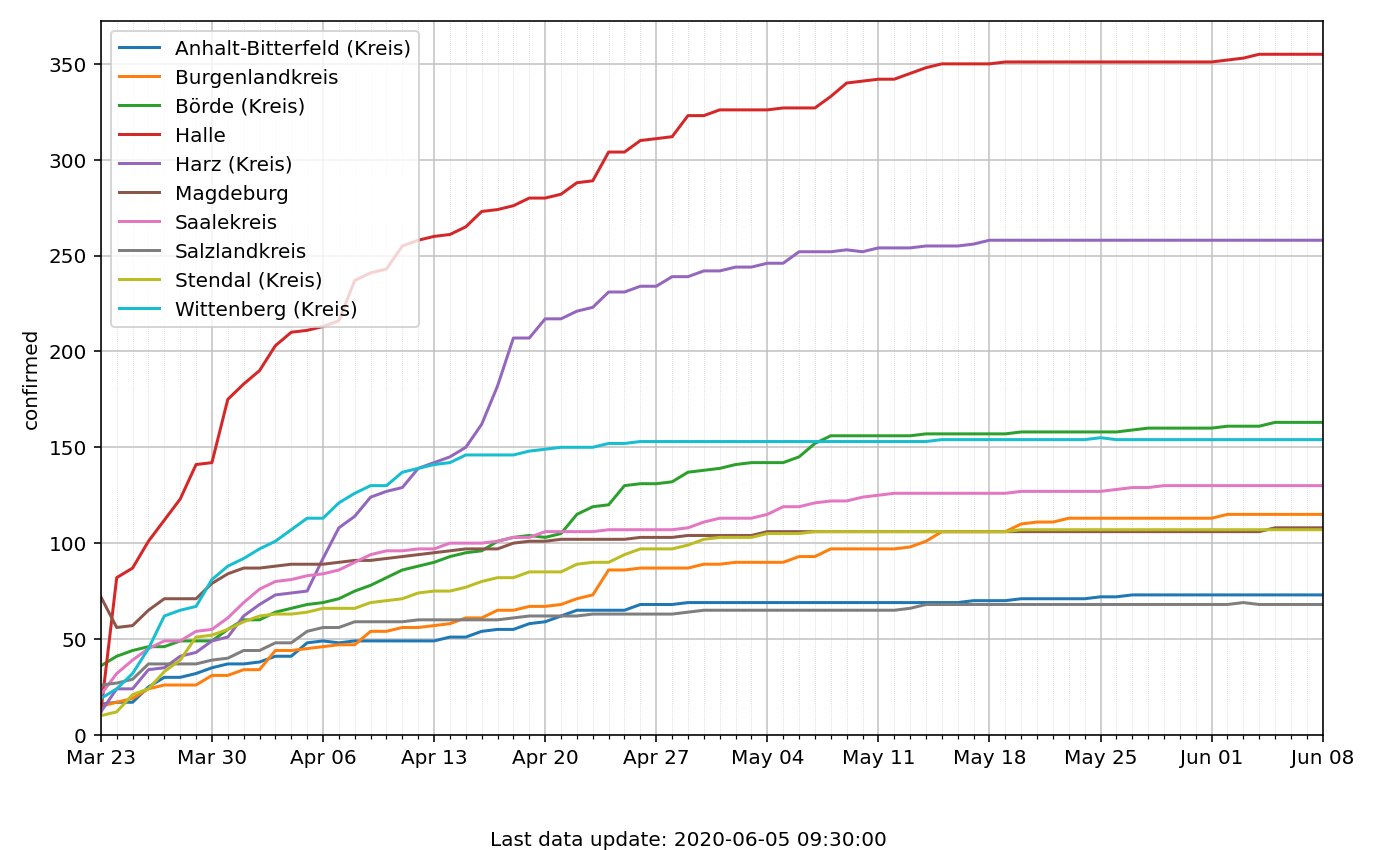 Anhalt-Bitterfeld (Kreis)
Burgenlandkreis
Börde (Kreis)
Halle
Harz (Kreis)
Magdeburg
Saalekreis
Salzlandkreis
Stendal (Kreis)
Wittenberg (Kreis)
confirmed
350
300
250
200
150
100
50
0
Mar 23 Mar 30 Apr 06 Apr 13 Apr 20 Apr 27 May 04 May 11 May 18 May 25 Jun 01 Jun 08
Last data update: 2020-06-05 09:30:00